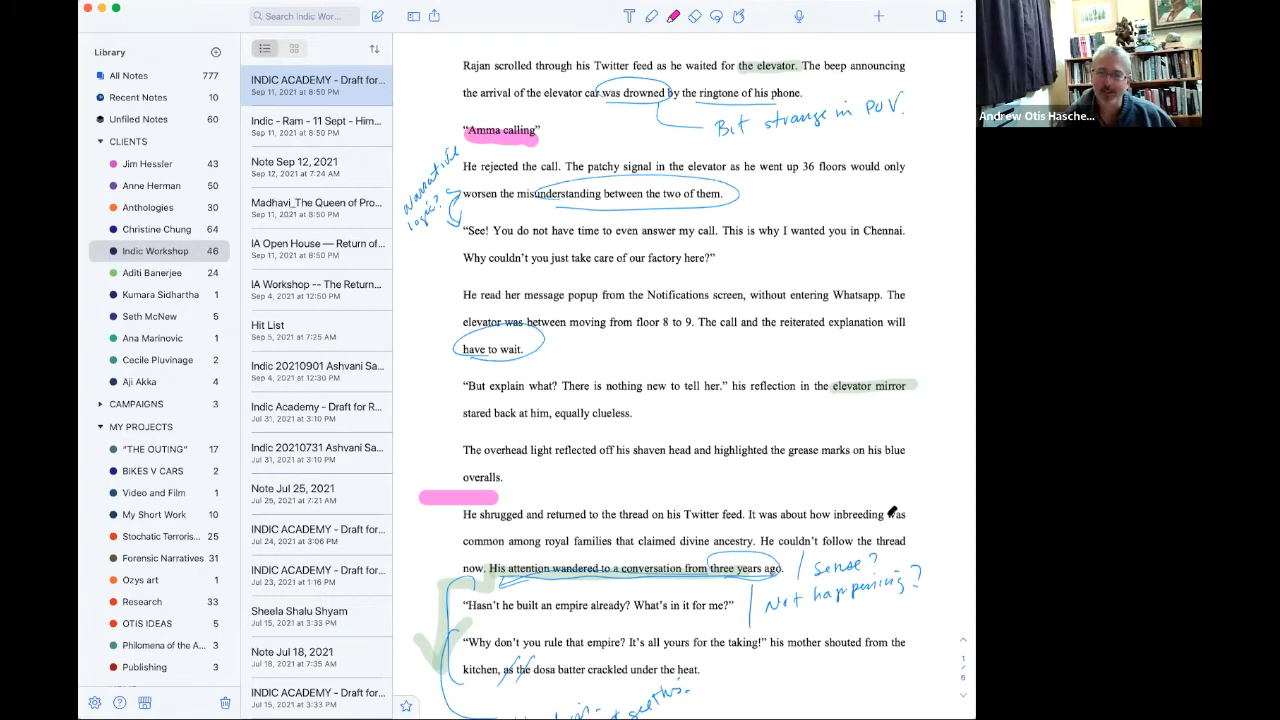 Search Indic Wor...
Library
All Notes 777
Recent Notes 10
Unfiled Notes 60
CLIENTS
Jim Hessler 43
Anne Herman 50
Anthologies 30
Christine Chung 64
Indic Workshop 46
Aditi Banerjee 24
Kumara Sidhartha 1
Seth McNew 5
Ana Marinovic 1
Cecile Pluvinage 2
Aji Akka 4
CAMPAIGNS 3
MY PROJECTS
"THE OUTING" 17
BIKES V CARS 2
Video and Film 1
My Short Work 10
Stochatic Terroris... 25
Forensic Narratives 31
Ozys art 1
Research 33
OTIS IDEAS 5
Philomena of the A... 3
Publishing 1
INDIC ACADEMY - Draft for...
Sep 11, 2021 at 8:50 PM
Indic - Ram - 11 Sept - Him...
Sep 11, 2021 at 8:50 PM
Note Sep 12, 2021
Sep 12, 2021 at 7:24 AM
Madhavi_The Queen of Pro...
Sep 11, 2021 at 8:50 PM
IA Open House — Return of...
Sep 11, 2021 at 8:50 PM
IA Workshop -- The Return...
Sep 4, 2021 at 12:50 PM
Hit List
Sep 5, 2021 at 7:25 AM
Indic 20210901 Ashvani Sa...
Sep 4, 2021 at 12:30 PM
Indic Academy - Draft for R...
Jul 31, 2021 at 3:10 PM
Indic 20210731 Ashvani Sa...
Jul 31, 2021 at 3:10 PM
Note Jul 25, 2021
Jul 25, 2021 at 7:21 AM
INDIC ACADEMY - Draft for...
Jul 24, 2021 at 3:06 PM
INDIC ACADEMY - Draft for...
Jul 23, 2021 at 1:16 PM
Sheela Shalu Shyam
Jul 15, 2021 at 3:33 PM
Note Jul 18, 2021
Jul 18, 2021 at 7:35 AM
INDIC ACADEMY - Draft for...
Jul 15, 2021 at 3:33 PM
Rajan scrolled through his Twitter feed as he waited for the elevator. The beep announcing
the arrival of the elevator car was drowned by the ringtone of his phone.
Bit strange in POV.
"Amma calling"
Narrative
logic?
He rejected the call. The patchy signal in the elevator as he went up 36 floors would only
worsen the misunderstanding between the two of them.
"See! You do not have time to even answer my call. This is why I wanted you in Chennai.
Why couldn't you just take care of our factory here?"
He read her message popup from the Notifications screen, without entering Whatsapp. The
elevator was between moving from floor 8 to 9. The call and the reiterated explanation will
have to wait.
"But explain what? There is nothing new to tell her." his reflection in the elevator mirror
stared back at him, equally clueless.
The overhead light reflected off his shaven head and highlighted the grease marks on his blue
overalls.
He shrugged and returned to the thread on his Twitter feed. It was about how inbreeding was
common among royal families that claimed divine ancestry. He couldn't follow the thread
now. His attention wandered to a conversation from three years ago.
sense?
Not happening?
"Hasn't he built an empire already? What's in it for me?"
"Why don't you rule that empire? It's all yours for the taking!" his mother shouted from the
kitchen, as the dosa batter crackled under the heat.
1
/
6
Andrew Otis Hasche...